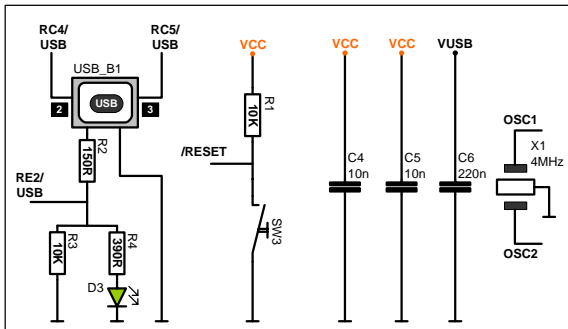 RC4/
USB
RC5/
USB
USB_B1
2
USB
3
R2
150R
RE2/
USB
R3
10K
R4
390R
D3
VCC
R1
10K
/RESET
SW3
VCC
C4
10n
VCC
C5
10n
VUSB
C6
220n
OSC1
X1
4MHz
OSC2